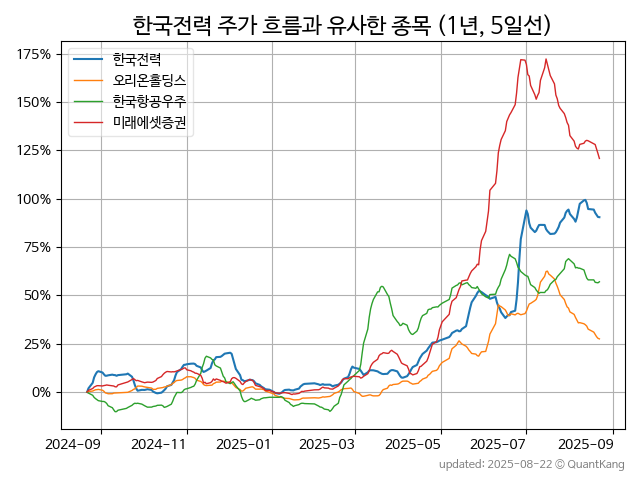 한국전력 주가 흐름과 유사한 종목 (1년, 5일선)
한국전력
오리온홀딩스
한국항공우주
미래에셋증권
175%
150%
125%
100%
75%
50%
25%
0%
2024-09 2024-11 2025-01 2025-03 2025-05 2025-07 2025-09
updated: 2025-08-22 © QuantKang